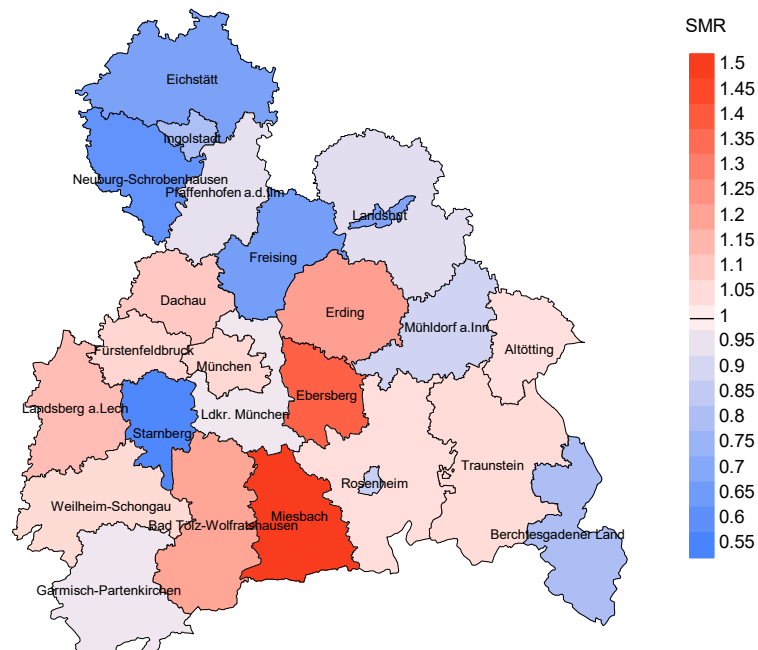 SMR
Eichstätt
Ingolstadt
Neuburg-Schrobenhausen
Pfaffenhofen a.d.Ilm
Landshut
Freising
Dachau
Erding
Mühldorf a.Inn
Altötting
Fürstenfeldbruck
München
Ebersberg
Landsberg a.Lech
Ldkr. München
Starnberg
Traunstein
Rosenheim
Weilheim-Schongau
Miesbach
Bad Tölz-Wolfratshausen
Berchtesgadener Land
Garmisch-Partenkirchen
1.5
1.45
1.4
1.35
1.3
1.25
1.2
1.15
1.1
1.05
1
0.95
0.9
0.85
0.8
0.75
0.7
0.65
0.6
0.55